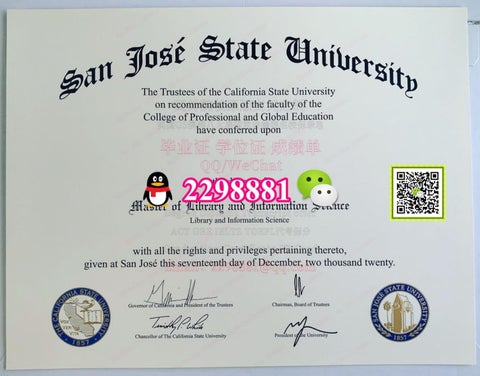 San José State University
The Trustees of the California State University
on recommendation of the faculty of the
College of Professional and Global Education
have conferred upon
毕业证 学位证 成绩单
QQ/WeChat
2298881
Master of Library and Information Science
Library and Information Science
with all the rights and privileges pertaining thereto,
given at San José this seventeenth day of December, two thousand twenty.
Governor of California and President of the Trustees
Chairman, Board of Trustees
Chancellor of The California State University
President of the University
THE CALIFORNIA STATE UNIVERSITY
1857
SAN JOSE STATE UNIVERSITY
1857